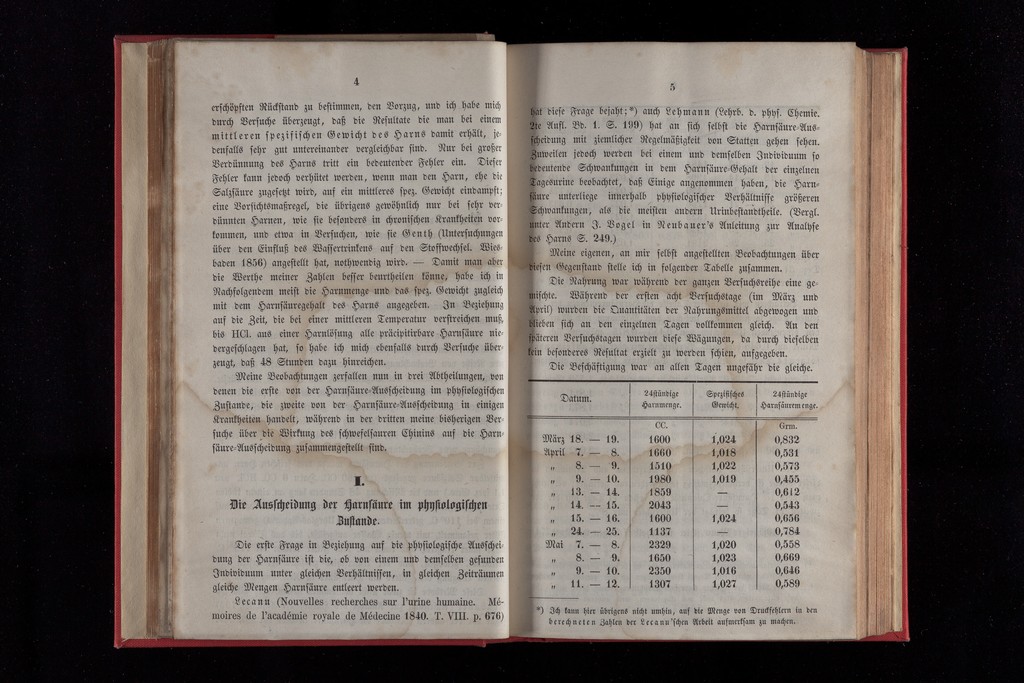 4
erschöpften Rückstand zu bestimmen, den Vorzug, und ich habe mich
durch Versuche überzeugt, daß die Resultate die man bei einem
mittleren spezifischen Gewicht des Harns damit erhält, je-
denfalls sehr gut untereinander vergleichbar sind. Nur bei großer
Verdünnung des Harns tritt ein bedeutender Fehler ein. Dieser
Fehler kann jedoch verhütet werden, wenn man den Harn, ehe die
Salzsäure zugesetzt wird, auf ein mittleres spez. Gewicht eindampft;
eine Vorsichtsmaßregel, die übrigens gewöhnlich nur bei sehr ver-
dünnten Harnen, wie sie besonders in chronischen Krankheiten vor-
kommen, und etwa in Versuchen, wie sie Genth (Untersuchungen
über den Einfluß des Wassertrinkens auf den Stoffwechsel. Wies-
baden 1856) angestellt hat, nothwendig wird. — Damit man aber
die Werthe meiner Zahlen besser beurtheilen könne, habe ich in
Nachfolgendem meist die Harnmenge und das spez. Gewicht zugleich
mit dem Harnsäuregehalt des Harns angegeben. In Beziehung
auf die Zeit, die bei einer mittleren Temperatur verstreichen muß,
bis HCl. aus einer Harnlösung alle präcipitirbare Harnsäure nie-
dergeschlagen hat, so habe ich mich ebenfalls durch Versuche über-
zeugt, daß 48 Stunden dazu hinreichen.
Meine Beobachtungen zerfallen nun in drei Abtheilungen, von
denen die erste von der Harnsäure-Ausscheidung im physiologischen
Zustande, die zweite von der Harnsäure-Ausscheidung in einigen
Krankheiten handelt, während in der dritten meine bisherigen Ver-
suche über die Wirkung des schwefelsauren Chinins auf die Harn-
säure-Ausscheidung zusammengestellt sind.
I.
Die Ausscheidung der Harnsäure im physiologischen
Zustande.
Die erste Frage in Beziehung auf die physiologische Ausschei-
dung der Harnsäure ist die, ob von einem und demselben gesunden
Individuum unter gleichen Verhältnissen, in gleichen Zeiträumen
gleiche Mengen Harnsäure entleert werden.
Lecann (Nouvelles recherches sur l'urine humaine. Mé-
moires de l'académie royale de Médecine 1840. T. VIII. p. 676)
5
hat diese Frage bejaht;*) auch Lehmann (Lehrb. d. phys. Chemie.
2te Aufl. Bd. 1. S. 199) hat an sich selbst die Harnsäure-Aus-
scheidung mit ziemlicher Regelmäßigkeit von Statten gehen sehen.
Zuweilen jedoch werden bei einem und demselben Individuum so
bedeutende Schwankungen in dem Harnsäure-Gehalt der einzelnen
Tagesurine beobachtet, daß Einige angenommen haben, die Harn-
säure unterliege innerhalb physiologischer Verhältnisse größeren
Schwankungen, als die meisten andern Urinbestandtheile. (Vergl.
unter Andern J. Vogel in Neubauer's Anleitung zur Analyse
des Harns S. 249.)
Meine eigenen, an mir selbst angestellten Beobachtungen über
diesen Gegenstand stelle ich in folgender Tabelle zusammen.
Die Nahrung war während der ganzen Versuchsreihe eine ge-
mischte. Während der ersten acht Versuchstage (im März und
April) wurden die Quantitäten der Nahrungsmittel abgewogen und
blieben sich an den einzelnen Tagen vollkommen gleich. An den
späteren Versuchstagen wurden diese Wägungen, da durch dieselben
kein besonderes Resultat erzielt zu werden schien, aufgegeben.
Die Beschäftigung war an allen Tagen ungefähr die gleiche.
Datum. 24stündige Harnmenge. Spezifisches Gewicht. 24stündige Harnsäuremenge.
CC. Grm.
März 18. — 19. 1600 1,024 0,832
April 7. — 8. 1660 1,018 0,531
„ 8. — 9. 1510 1,022 0,573
„ 9. — 10. 1980 1,019 0,455
„ 13. — 14. 1859 — 0,612
„ 14. — 15. 2043 — 0,543
„ 15. — 16. 1600 1,024 0,656
„ 24. — 25. 1137 — 0,784
Mai 7. — 8. 2329 1,020 0,558
„ 8. — 9. 1650 1,023 0,669
„ 9. — 10. 2350 1,016 0,646
„ 11. — 12. 1307 1,027 0,589
*) Ich kann hier übrigens nicht umhin, auf die Menge von Druckfehlern in den
berechneten Zahlen der Lecanu'schen Arbeit aufmerksam zu machen.